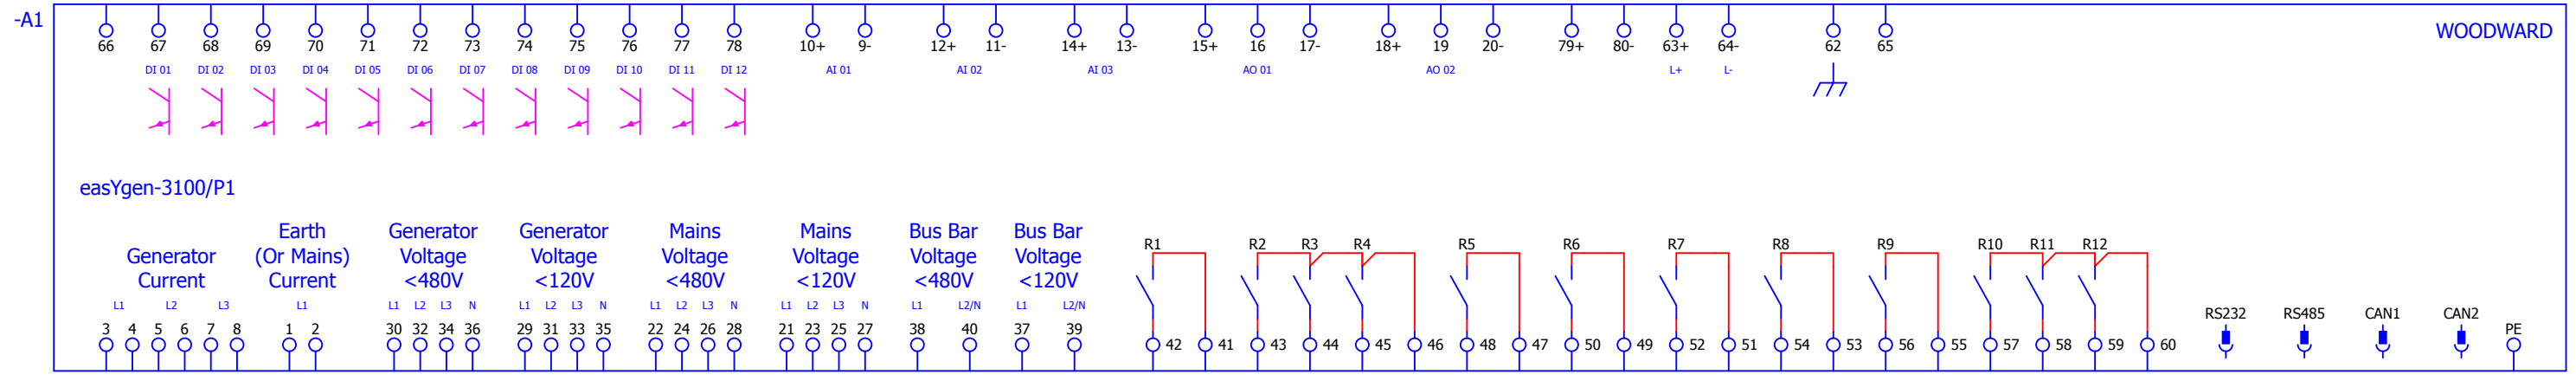 -A1
WOODWARD
66 67 68 69 70 71 72 73 74 75 76 77 78 10+ 9- 12+ 11- 14+ 13- 15+ 16 17- 18+ 19 20- 79+ 80- 63+ 64- 62 65
DI 01 DI 02 DI 03 DI 04 DI 05 DI 06 DI 07 DI 08 DI 09 DI 10 DI 11 DI 12 AI 01 AI 02 AI 03 AO 01 AO 02 L+ L-
easYgen-3100/P1
Generator
Current
Earth
(Or Mains)
Current
Generator
Voltage
<480V
Generator
Voltage
<120V
Mains
Voltage
<480V
Mains
Voltage
<120V
Bus Bar
Voltage
<480V
Bus Bar
Voltage
<120V
R1 R2 R3 R4 R5 R6 R7 R8 R9 R10 R11 R12
L1 L2 L3 L1 L1 L2 L3 N L1 L2 L3 N L1 L2 L3 N L1 L2 L3 N L1 L2/N L1 L2/N
RS232 RS485 CAN1 CAN2
3 4 5 6 7 8 1 2 30 32 34 36 29 31 33 35 22 24 26 28 21 23 25 27 38 40 37 39 PE
42 41 43 44 45 46 48 47 50 49 52 51 54 53 56 55 57 58 59 60